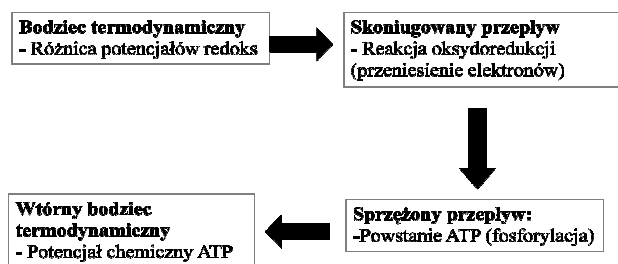 Bodziec termodynamiczny
- Różnica potencjałów redoks
Skoniugowany przepływ
- Reakcja oksydoredukcji
(przeniesienie elektronów)
Sprzężony przepływ:
-Powstanie ATP (fosforylacja)
Wtórny bodziec
termodynamiczny
- Potencjał chemiczny ATP